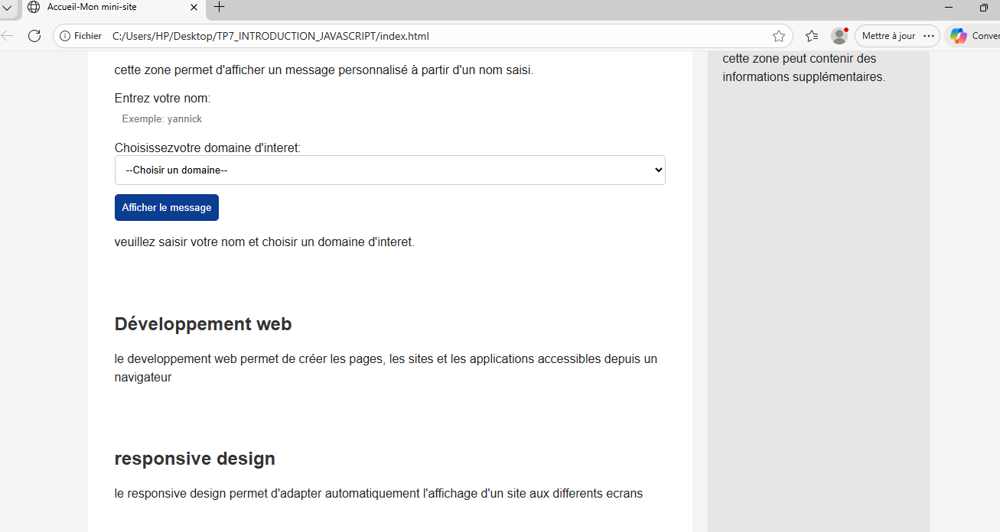 Accueil-Mon mini-site
Fichier C:/Users/HP/Desktop/TP7_INTRODUCTION_JAVASCRIPT/index.html
Mettre à jour
Conver
cette zone permet d'afficher un message personnalisé à partir d'un nom saisi.
Entrez votre nom:
Exemple: yannick
Choisissezvotre domaine d'interet:
--Choisir un domaine--
Afficher le message
veuillez saisir votre nom et choisir un domaine d'interet.
Développement web
le developpement web permet de créer les pages, les sites et les applications accessibles depuis un
navigateur
responsive design
le responsive design permet d'adapter automatiquement l'affichage d'un site aux differents ecrans
cette zone peut contenir des
informations supplémentaires.